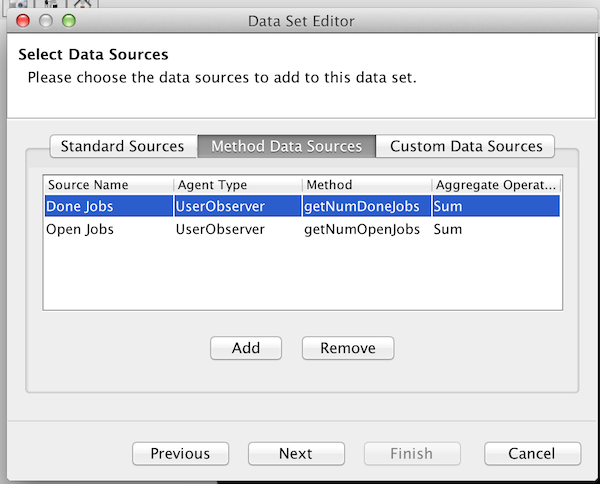 Data Set Editor
Select Data Sources
Please choose the data sources to add to this data set.
Standard Sources Method Data Sources Custom Data Sources
Source Name Agent Type Method Aggregate Operat...
Done Jobs UserObserver getNumDoneJobs Sum
Open Jobs UserObserver getNumOpenJobs Sum
Add Remove
Previous Next Finish Cancel